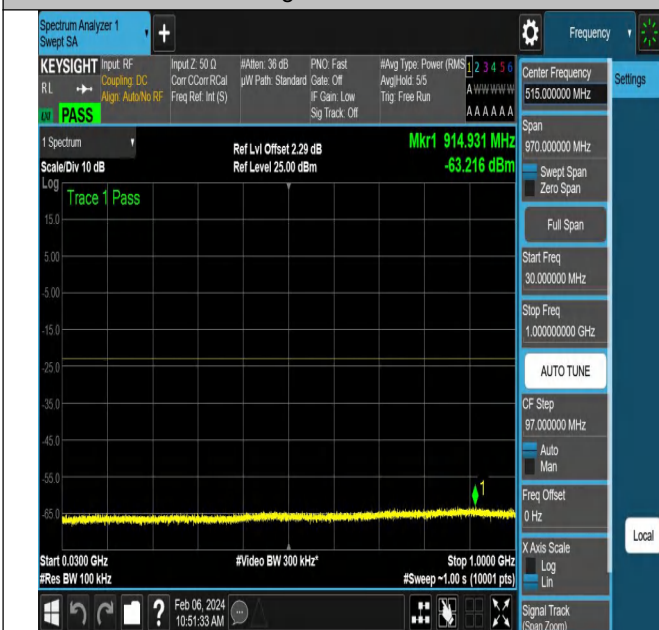 Spectrum Analyzer 1
Swept SA
Frequency
KEYSIGHT
RL
PASS
Input: RF
Coupling: DC
Align: Auto/No RF
Input Z: 50 Ω
Corr CCorr RCal
Freq Ref: Int (S)
#Atten: 36 dB
µW Path: Standard
PNO: Fast
Gate: Off
IF Gain: Low
Sig Track: Off
#Avg Type: Power (RMS
Avg|Hold: 5/5
Trig: Free Run
1 2 3 4 5 6
A W W W W W
A A A A A A
1 Spectrum
Scale/Div 10 dB
Ref Lvl Offset 2.29 dB
Ref Level 25.00 dBm
Mkr1 914.931 MHz
-63.216 dBm
Log
Trace 1 Pass
15.0
5.00
-5.00
-15.0
-25.0
-35.0
-45.0
-55.0
-65.0
1
Start 0.0300 GHz
#Res BW 100 kHz
#Video BW 300 kHz*
Stop 1.0000 GHz
#Sweep ~1.00 s (10001 pts)
?
Feb 06, 2024
10:51:33 AM
Center Frequency
515.000000 MHz
Span
970.000000 MHz
Swept Span
Zero Span
Full Span
Start Freq
30.000000 MHz
Stop Freq
1.000000000 GHz
AUTO TUNE
CF Step
97.000000 MHz
Auto
Man
Freq Offset
0 Hz
X Axis Scale
Log
Lin
Signal Track
(Span Zoom)
Settings
Local